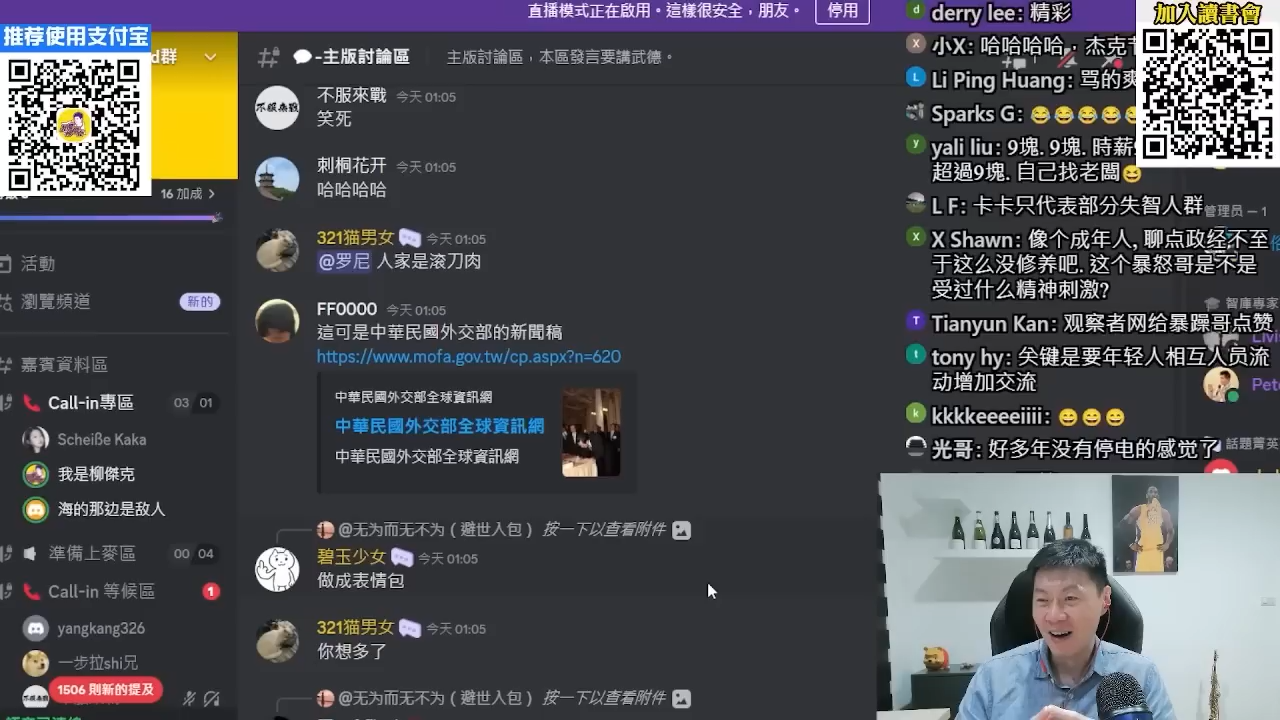 直播模式正在啟用。這樣很安全，朋友。
停用
推荐使用支付宝
d群
16 加成
活動
瀏覽頻道
新的
嘉賓資料區
Call-in專區
03 01
Scheiße Kaka
我是柳傑克
海的那边是敌人
準備上麥區
00 04
Call-in 等候區
1
yangkang326
一步拉shi兄
1506 則新的提及
-主版討論區
主版討論區，本區發言要講武德。
不服來戰 今天 01:05
笑死
刺桐花开 今天 01:05
哈哈哈哈
321猫男女 今天 01:05
@罗尼 人家是滚刀肉
FF0000 今天 01:05
這可是中華民國外交部的新聞稿
https://www.mofa.gov.tw/cp.aspx?n=620
中華民國外交部全球資訊網
中華民國外交部全球資訊網
中華民國外交部全球資訊網
@无为而无不为（避世人包） 按一下以查看附件
碧玉少女 今天 01:05
做成表情包
321猫男女 今天 01:05
你想多了
@无为而无不为（避世人包） 按一下以查看附件
加入讀書會
derry lee: 精彩
小X: 哈哈哈哈，杰克
Li Ping Huang: 骂的爽
Sparks G: 😂😂😂😂
yali liu: 9塊. 9塊. 時薪
超過9塊. 自己找老闆😆
L F: 卡卡只代表部分失智人群
X Shawn: 像个成年人, 聊点政经不至
于这么没修养吧. 这个暴怒哥是不是
受过什么精神刺激?
Tianyun Kan: 观察者网给暴躁哥点赞
tony hy: 关键是要年轻人相互人员流
动增加交流
kkkkeeeeiiii: 😄😄😄
光哥: 好多年没有停电的感觉了
管理员 — 1
智庫專家
Pete
話題菁英